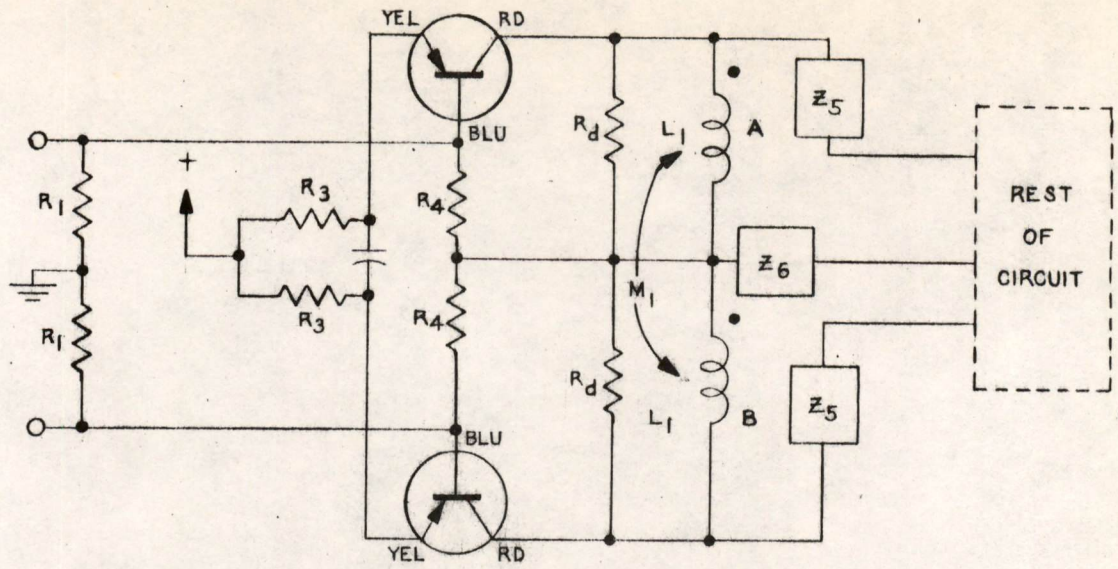 YEL
RD
BLU
+
R1
R1
R3
R3
R4
R4
Rd
Rd
L1
A
M1
L1
B
Z5
Z6
Z5
REST
OF
CIRCUIT
BLU
YEL
RD